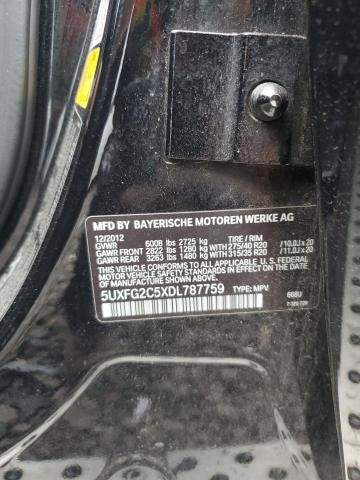 MFD BY BAYERISCHE MOTOREN WERKE AG
12/2012
GVWR 6008 lbs 2725 kg TIRE / RIM
GAWR FRONT 2822 lbs 1280 kg WITH 275/40 R20 /10.0J x 20
GAWR REAR 3263 lbs 1480 kg WITH 315/35 R20 /11.0J x 20
THIS VEHICLE CONFORMS TO ALL APPLICABLE
U.S. FEDERAL MOTOR VEHICLE SAFETY STANDARDS
IN EFFECT ON THE DATE OF MANUFACTURE SHOWN ABOVE.
5UXFG2C5XDL787759 TYPE: MPV